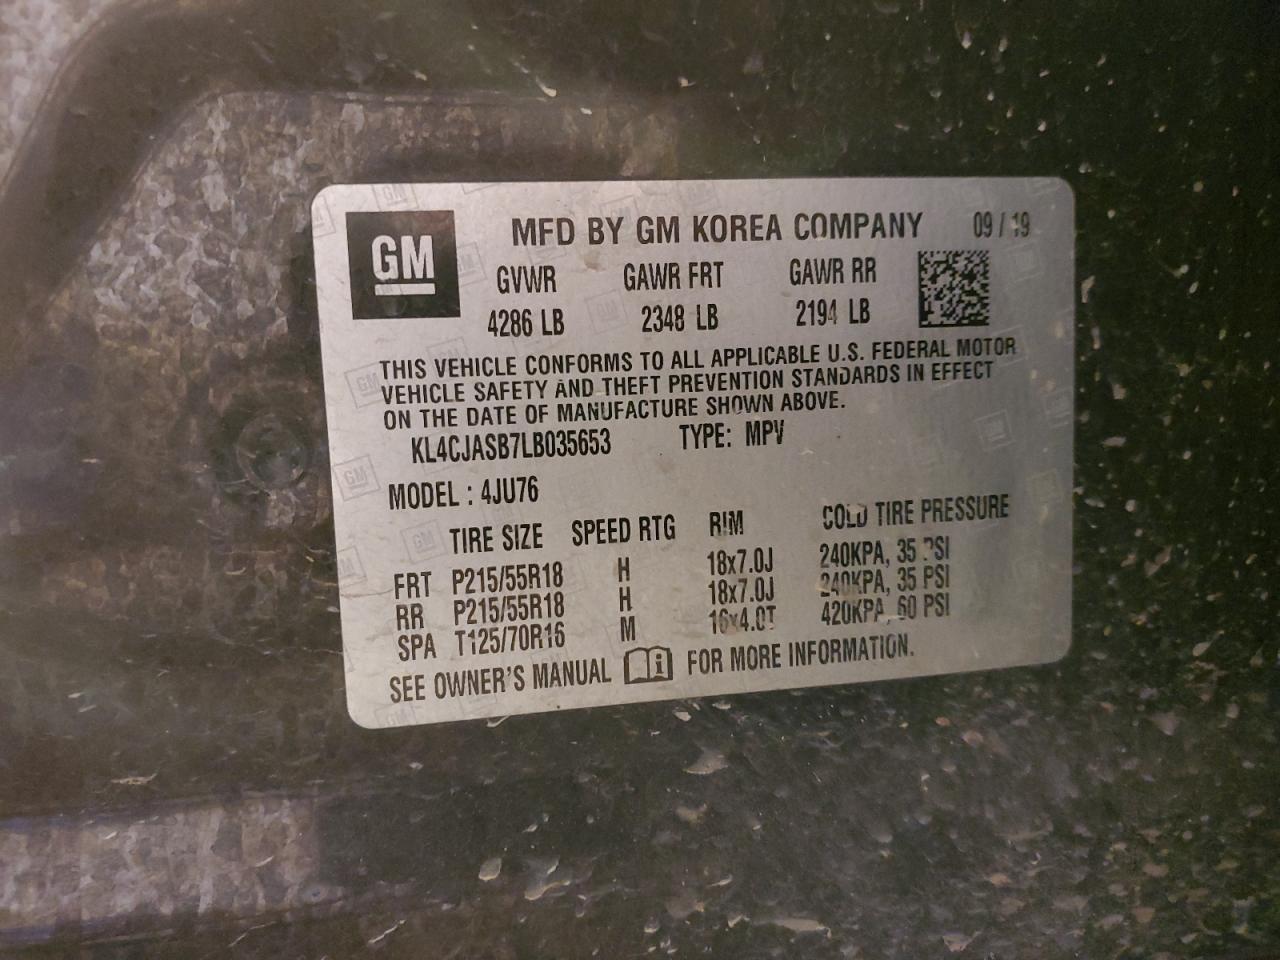 GM MFD BY GM KOREA COMPANY 09 / 19
GVWR GAWR FRT GAWR RR
4286 LB 2348 LB 2194 LB
THIS VEHICLE CONFORMS TO ALL APPLICABLE U.S. FEDERAL MOTOR
VEHICLE SAFETY AND THEFT PREVENTION STANDARDS IN EFFECT
ON THE DATE OF MANUFACTURE SHOWN ABOVE.
KL4CJASB7LB035653 TYPE: MPV
MODEL : 4JU76
TIRE SIZE SPEED RTG RIM COLD TIRE PRESSURE
FRT P215/55R18 H 18x7.0J 240KPA, 35 PSI
RR P215/55R18 H 18x7.0J 240KPA, 35 PSI
SPA T125/70R16 M 16x4.0T 420KPA, 60 PSI
SEE OWNER'S MANUAL FOR MORE INFORMATION.